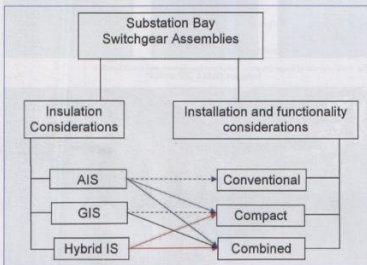 Substation Bay
Switchgear Assemblies
Insulation
Considerations
Installation and functionality
considerations
AIS
Conventional
GIS
Compact
Hybrid IS
Combined